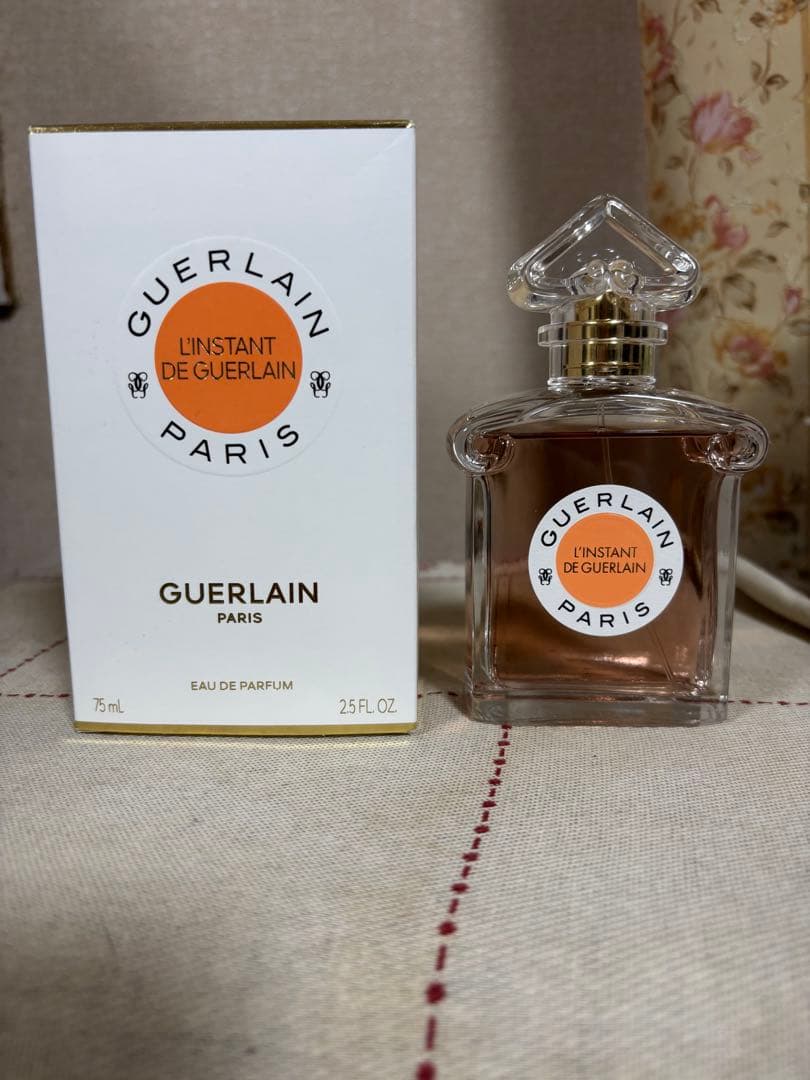 GUERLAIN
L'INSTANT
DE GUERLAIN
PARIS
GUERLAIN
PARIS
EAU DE PARFUM
75 mL
2.5 FL. OZ.
GUERLAIN
L'INSTANT
DE GUERLAIN
PARIS